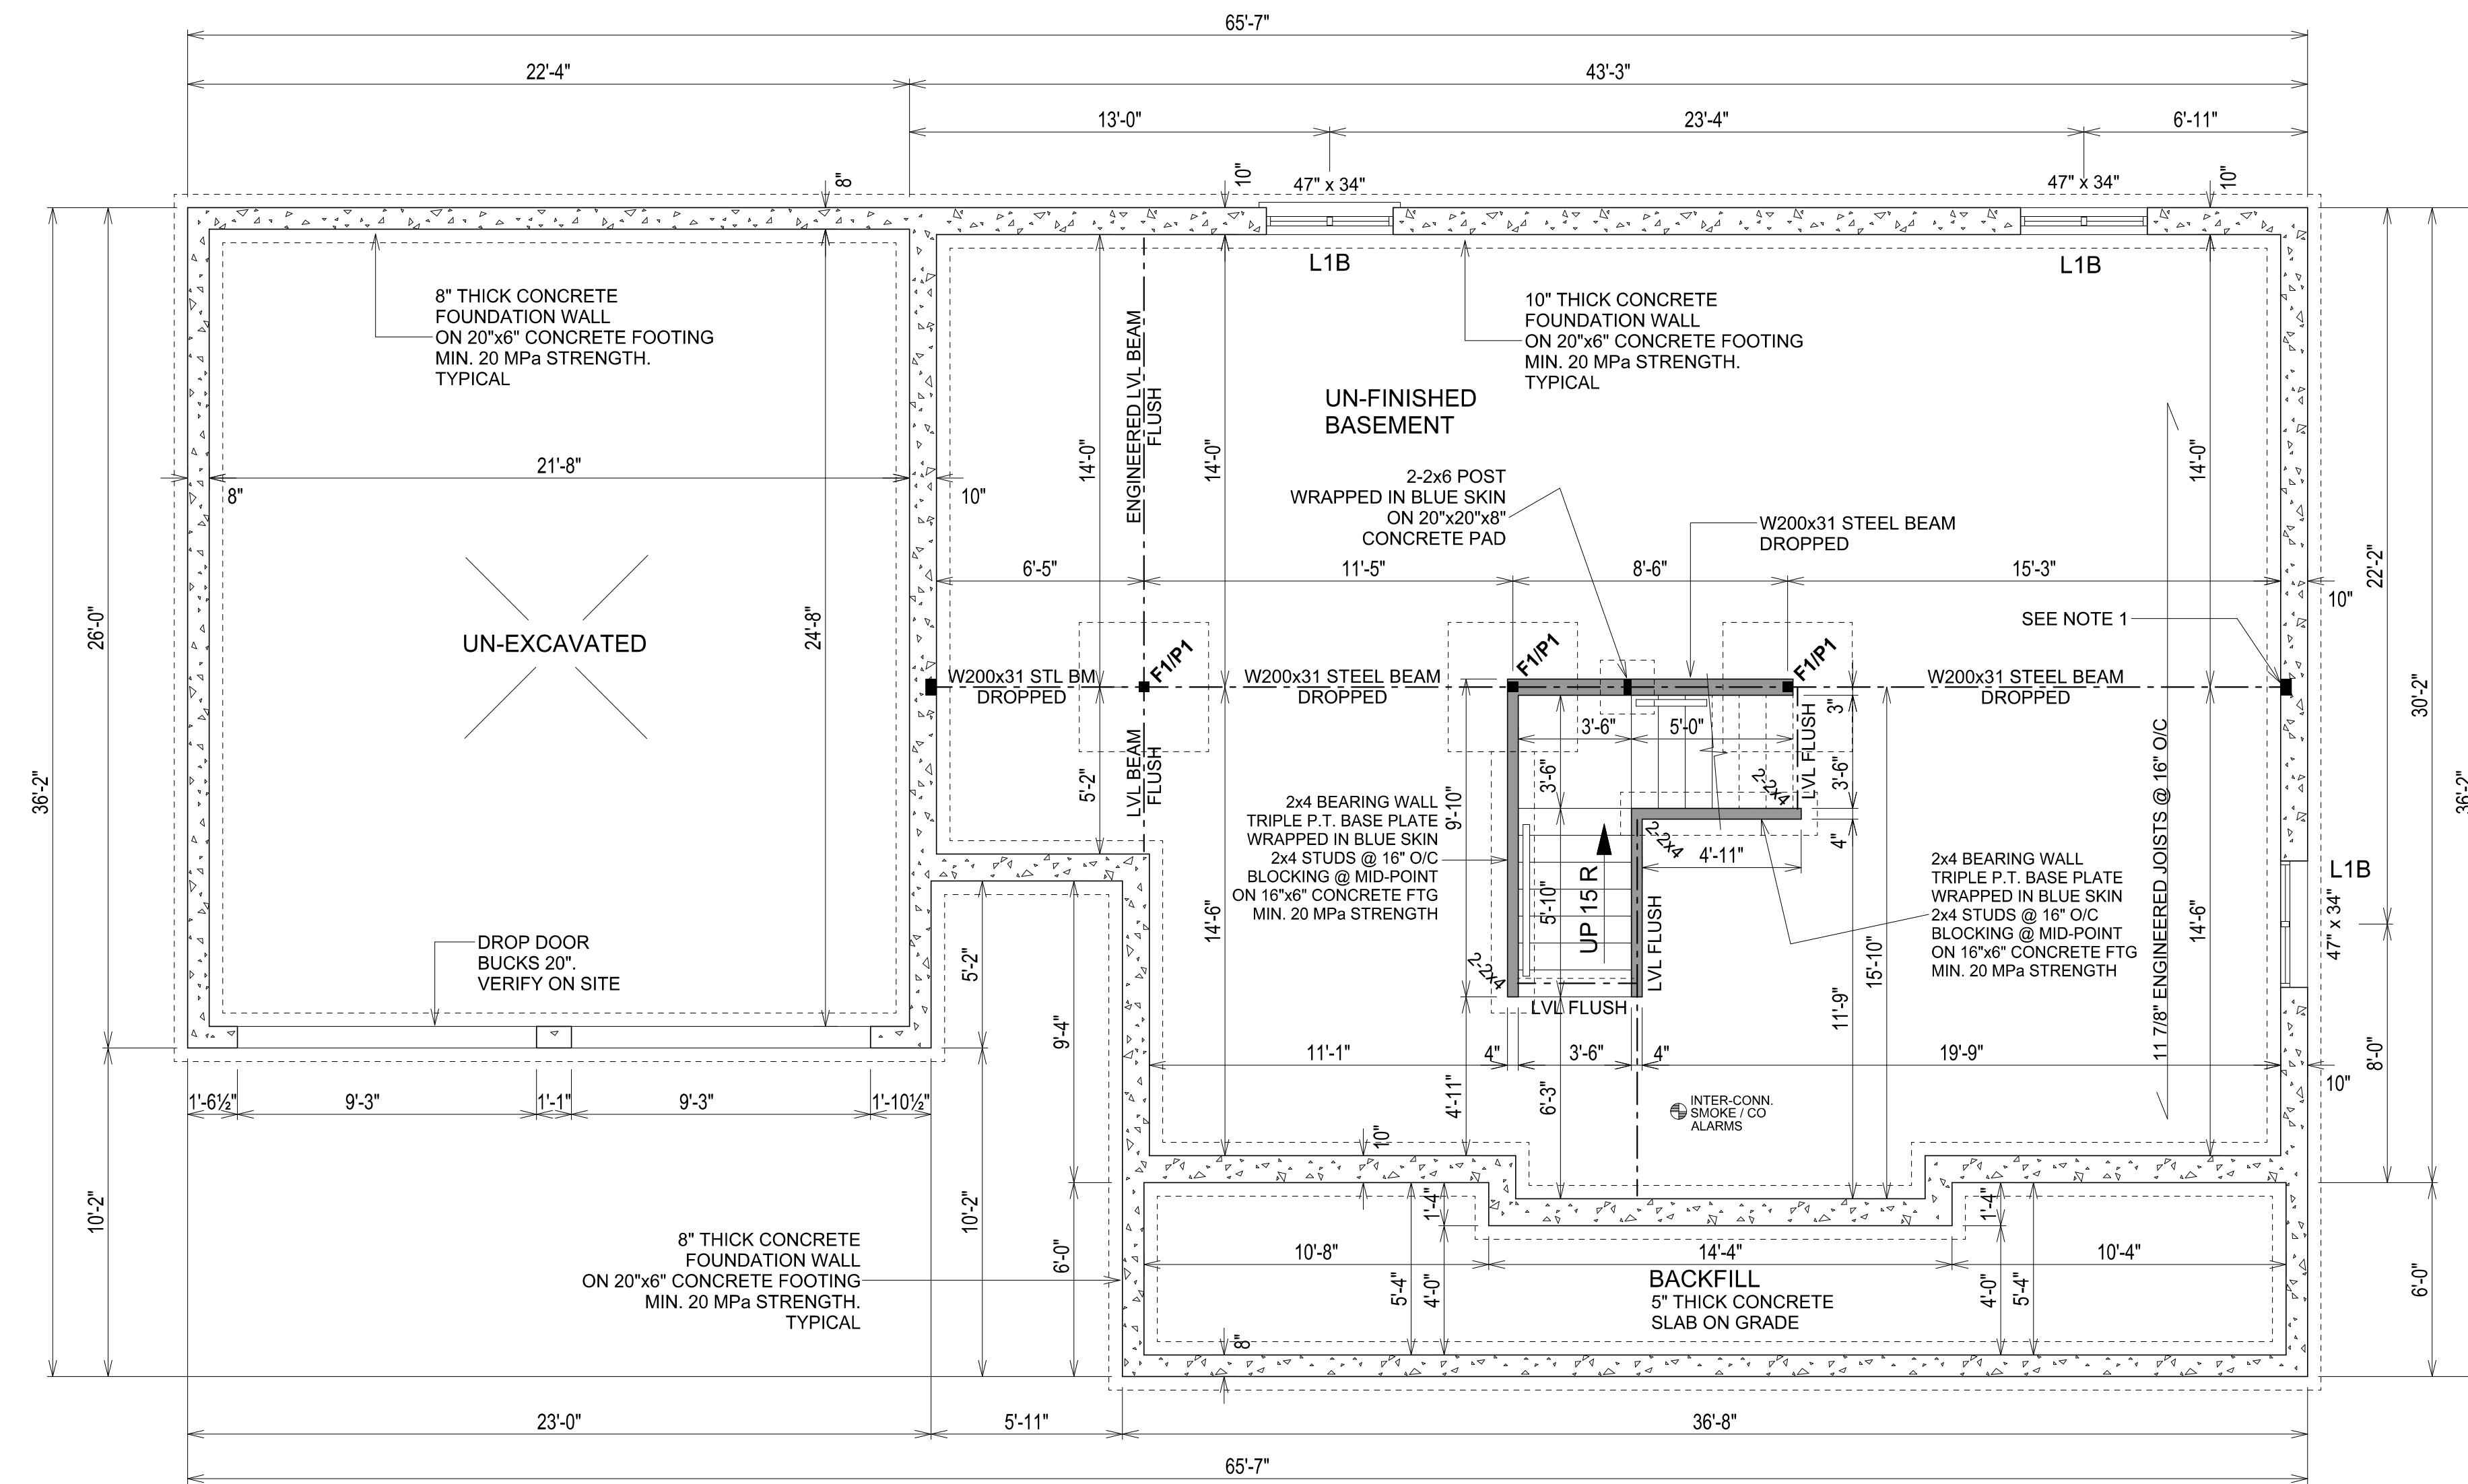 65'-7"
22'-4"
43'-3"
13'-0"
23'-4"
6'-11"
8"
10"
47" x 34"
47" x 34"
10"
L1B
L1B
8" THICK CONCRETE
FOUNDATION WALL
ON 20"x6" CONCRETE FOOTING
MIN. 20 MPa STRENGTH.
TYPICAL
10" THICK CONCRETE
FOUNDATION WALL
ON 20"x6" CONCRETE FOOTING
MIN. 20 MPa STRENGTH.
TYPICAL
ENGINEERED LVL BEAM
FLUSH
UN-FINISHED
BASEMENT
14'-0"
14'-0"
14'-0"
21'-8"
8"
10"
2-2x6 POST
WRAPPED IN BLUE SKIN
ON 20"x20"x8"
CONCRETE PAD
W200x31 STEEL BEAM
DROPPED
22'-2"
6'-5"
11'-5"
8'-6"
15'-3"
10"
26'-0"
UN-EXCAVATED
24'-8"
SEE NOTE 1
30'-2"
F1/P1
F1/P1
F1/P1
W200x31 STL BM
DROPPED
W200x31 STEEL BEAM
DROPPED
W200x31 STEEL BEAM
DROPPED
3"
3'-6"
5'-0"
LVL BEAM
FLUSH
5'-2"
36'-2"
36'-2"
3'-6"
2-2x4
LVL FLUSH
3'-6"
9'-10"
2x4 BEARING WALL
TRIPLE P.T. BASE PLATE
WRAPPED IN BLUE SKIN
2x4 STUDS @ 16" O/C
BLOCKING @ MID-POINT
ON 16"x6" CONCRETE FTG
MIN. 20 MPa STRENGTH
2-2x4
4'-11"
4"
2x4 BEARING WALL
TRIPLE P.T. BASE PLATE
WRAPPED IN BLUE SKIN
2x4 STUDS @ 16" O/C
BLOCKING @ MID-POINT
ON 16"x6" CONCRETE FTG
MIN. 20 MPa STRENGTH
11 7/8" ENGINEERED JOISTS @ 16" O/C
L1B
47" x 34"
5'-10"
UP 15 R
LVL FLUSH
14'-6"
14'-6"
15'-10"
11'-9"
2-2x4
LVL FLUSH
DROP DOOR
BUCKS 20".
VERIFY ON SITE
5'-2"
9'-4"
11'-1"
4"
3'-6"
4"
19'-9"
8'-0"
10"
1'-6½"
9'-3"
1'-1"
9'-3"
1'-10½"
4'-11"
6'-3"
INTER-CONN.
SMOKE / CO
ALARMS
10"
10'-2"
10'-2"
1'-4"
1'-4"
8" THICK CONCRETE
FOUNDATION WALL
ON 20"x6" CONCRETE FOOTING
MIN. 20 MPa STRENGTH.
TYPICAL
6'-0"
10'-8"
14'-4"
10'-4"
5'-4"
4'-0"
BACKFILL
5" THICK CONCRETE
SLAB ON GRADE
4'-0"
5'-4"
6'-0"
8"
23'-0"
5'-11"
36'-8"
65'-7"